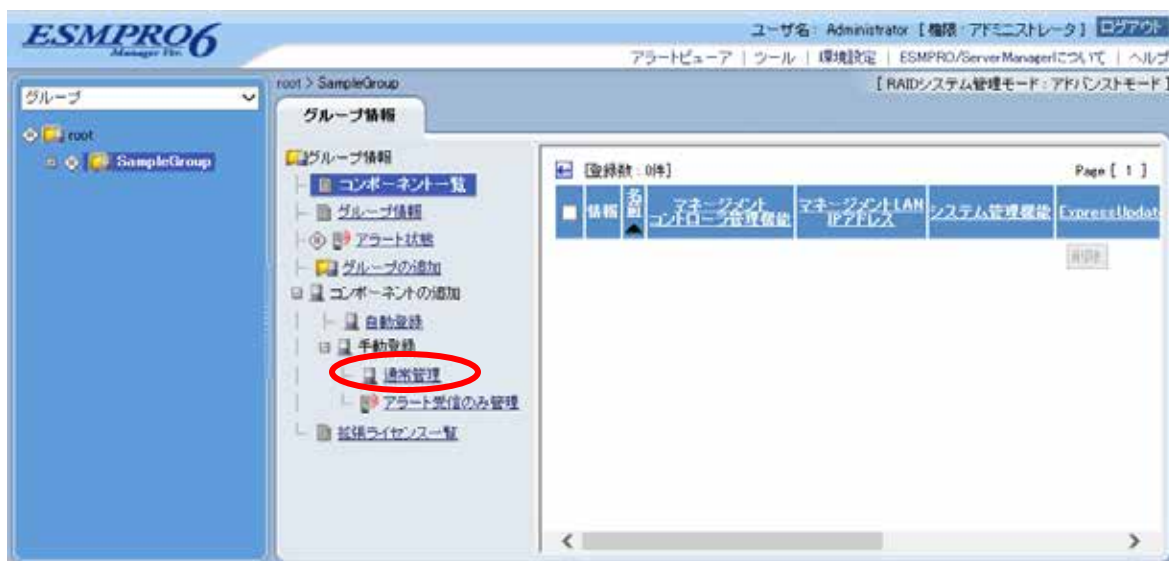 ESMPRO6
Manager Ver.
ユーザ名: Administrator [ 権限 : アドミニストレータ ] ログアウト
アラートビューア | ツール | 環境設定 | ESMPRO/ServerManagerについて | ヘルプ
グループ
root
SampleGroup
root > SampleGroup
[ RAIDシステム管理モード : アドバンストモード ]
グループ情報
グループ情報
コンポーネント一覧
グループ情報
アラート状態
グループの追加
コンポーネントの追加
自動登録
手動登録
通常管理
アラート受信のみ管理
拡張ライセンス一覧
[登録数 : 0件]
Page [ 1 ]
情報 名前 マネージメントコントローラ管理機能 マネージメントLAN IPアドレス システム管理機能 ExpressUpdat
削除